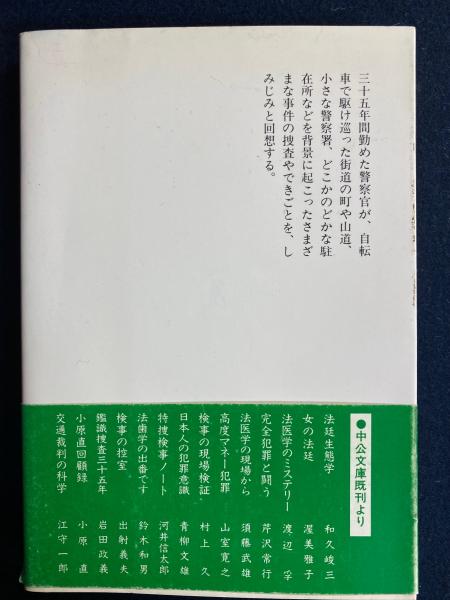 三十五年間勤めた警察官が、自転
車で駆け巡った街道の町や山道、
小さな警察署、どこかのどかな駐
在所などを背景に起こったさまざ
まな事件の捜査やできごとを、し
みじみと回想する。
●中公文庫既刊より
法廷生態学 和久峻三
女の法廷 渥美雅子
法医学のミステリー 渡辺孚
完全犯罪と闘う 芹沢常行
法医学の現場から 須藤武雄
高度マネー犯罪 山室寛之
検事の現場検証 村上久
日本人の犯罪意識 青柳文雄
特捜検事ノート 河井信太郎
法歯学の出番です 鈴木和男
検事の控室 出射義夫
鑑識捜査三十五年 岩田政義
小原直回顧録 小原直
交通裁判の科学 江守一郎